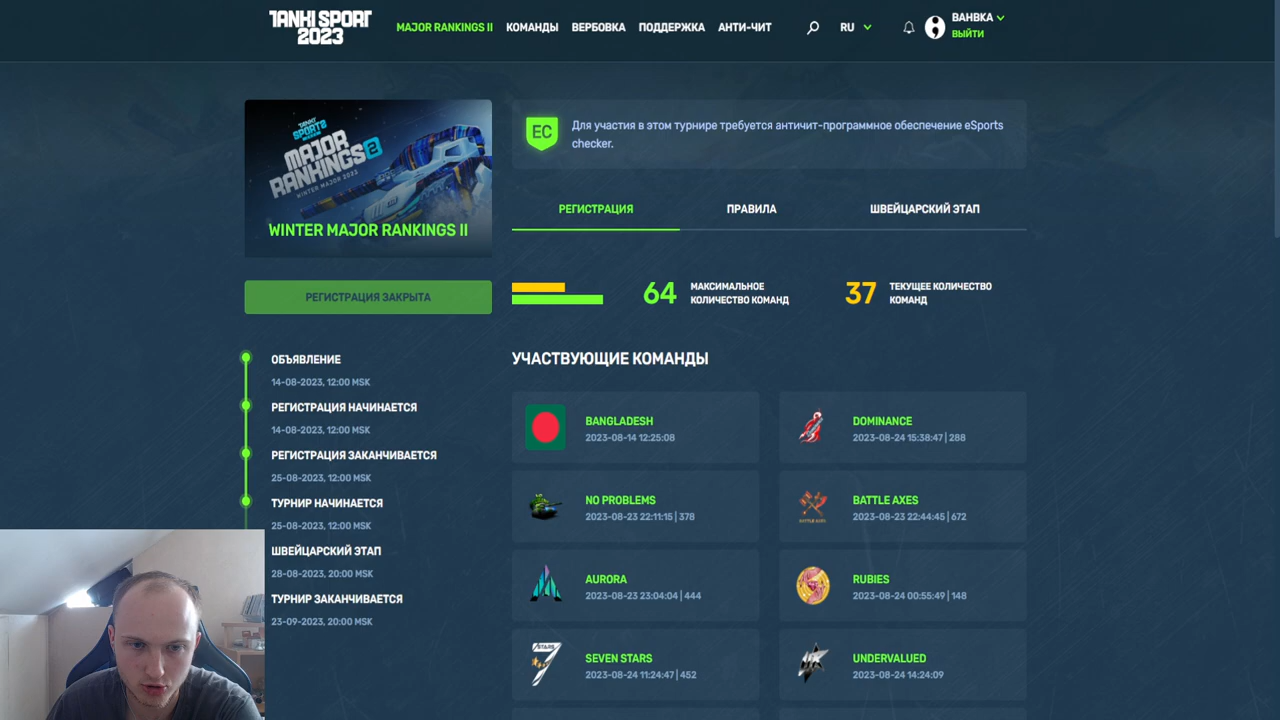 TANKI SPORT
2023
MAJOR RANKINGS II
КОМАНДЫ
ВЕРБОВКА
ПОДДЕРЖКА
АНТИ-ЧИТ
RU
ВАНВКА
ВЫЙТИ
MAJOR
RANKINGS 2
WINTER MAJOR 2023
WINTER MAJOR RANKINGS II
EC
Для участия в этом турнире требуется античит-программное обеспечение eSports
checker.
РЕГИСТРАЦИЯ
ПРАВИЛА
ШВЕЙЦАРСКИЙ ЭТАП
РЕГИСТРАЦИЯ ЗАКРЫТА
64
МАКСИМАЛЬНОЕ
КОЛИЧЕСТВО КОМАНД
37
ТЕКУЩЕЕ КОЛИЧЕСТВО
КОМАНД
ОБЪЯВЛЕНИЕ
14-08-2023, 12:00 MSK
РЕГИСТРАЦИЯ НАЧИНАЕТСЯ
14-08-2023, 12:00 MSK
РЕГИСТРАЦИЯ ЗАКАНЧИВАЕТСЯ
25-08-2023, 12:00 MSK
ТУРНИР НАЧИНАЕТСЯ
25-08-2023, 12:00 MSK
ШВЕЙЦАРСКИЙ ЭТАП
28-08-2023, 20:00 MSK
ТУРНИР ЗАКАНЧИВАЕТСЯ
23-09-2023, 20:00 MSK
УЧАСТВУЮЩИЕ КОМАНДЫ
BANGLADESH
2023-08-14 12:25:08
DOMINANCE
2023-08-24 15:38:47 | 288
NO PROBLEMS
2023-08-23 22:11:15 | 378
BATTLE AXES
2023-08-23 22:44:45 | 672
AURORA
2023-08-23 23:04:04 | 444
RUBIES
2023-08-24 00:55:49 | 148
7STARS
SEVEN STARS
2023-08-24 11:24:47 | 452
UNDERVALUED
2023-08-24 14:24:09